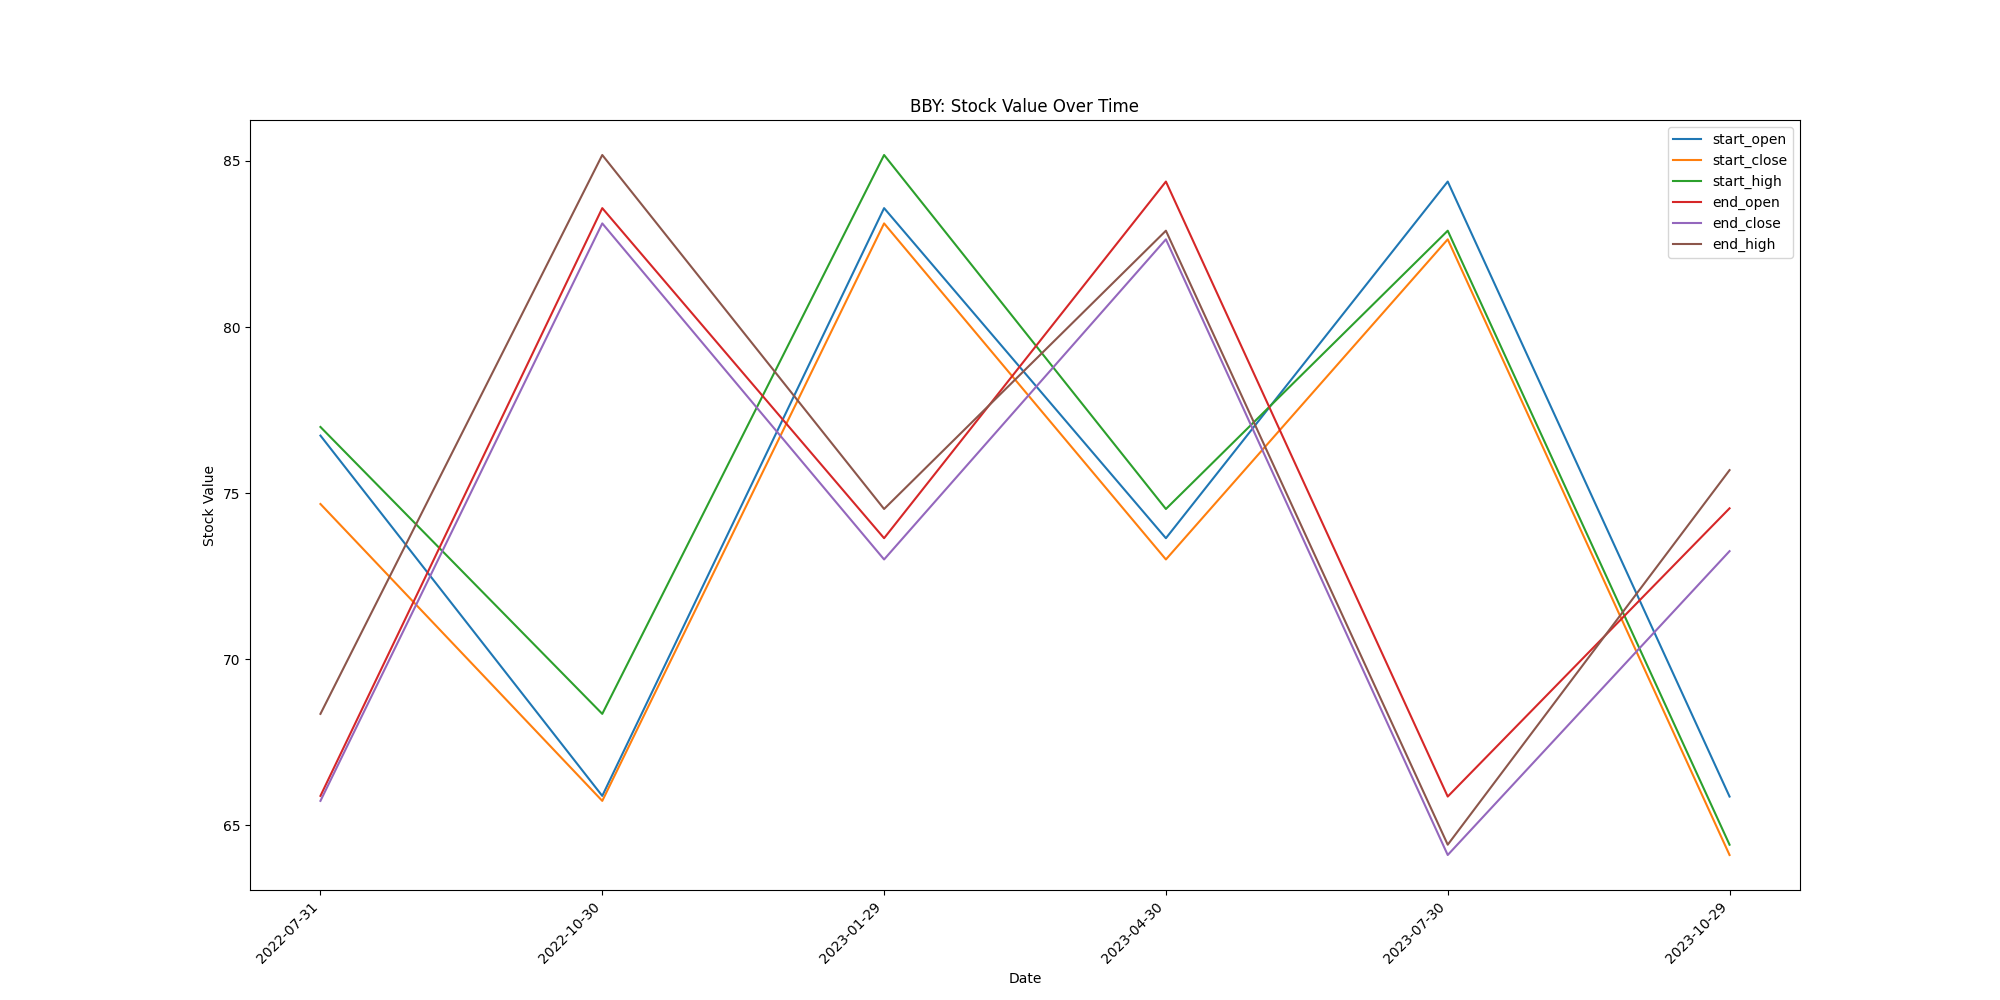 BBY: Stock Value Over Time
start_open
start_close
start_high
end_open
end_close
end_high
Stock Value
85
80
75
70
65
2022-07-31
2022-10-30
2023-01-29
2023-04-30
2023-07-30
2023-10-29
Date